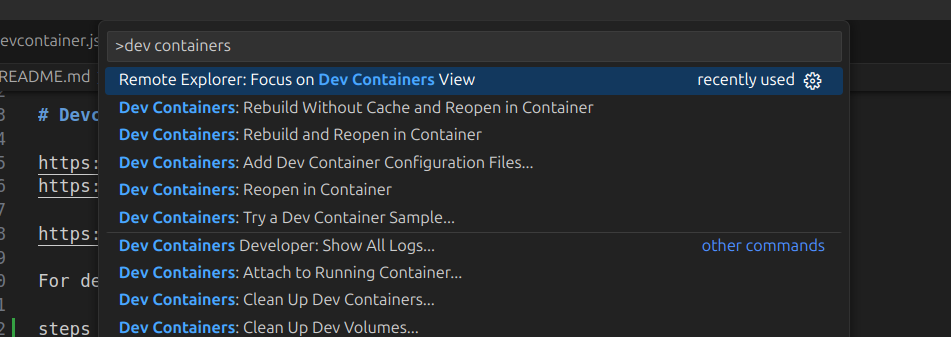 evcontainer.js
>dev containers
README.md
Remote Explorer: Focus on Dev Containers View recently used
Dev Containers: Rebuild Without Cache and Reopen in Container
3 # Devc
Dev Containers: Rebuild and Reopen in Container
4
Dev Containers: Add Dev Container Configuration Files...
5 https:
Dev Containers: Reopen in Container
6 https:
Dev Containers: Try a Dev Container Sample...
7
8 https:
Dev Containers Developer: Show All Logs... other commands
9
Dev Containers: Attach to Running Container...
0 For de
Dev Containers: Clean Up Dev Containers...
1
Dev Containers: Clean Up Dev Volumes...
2 steps